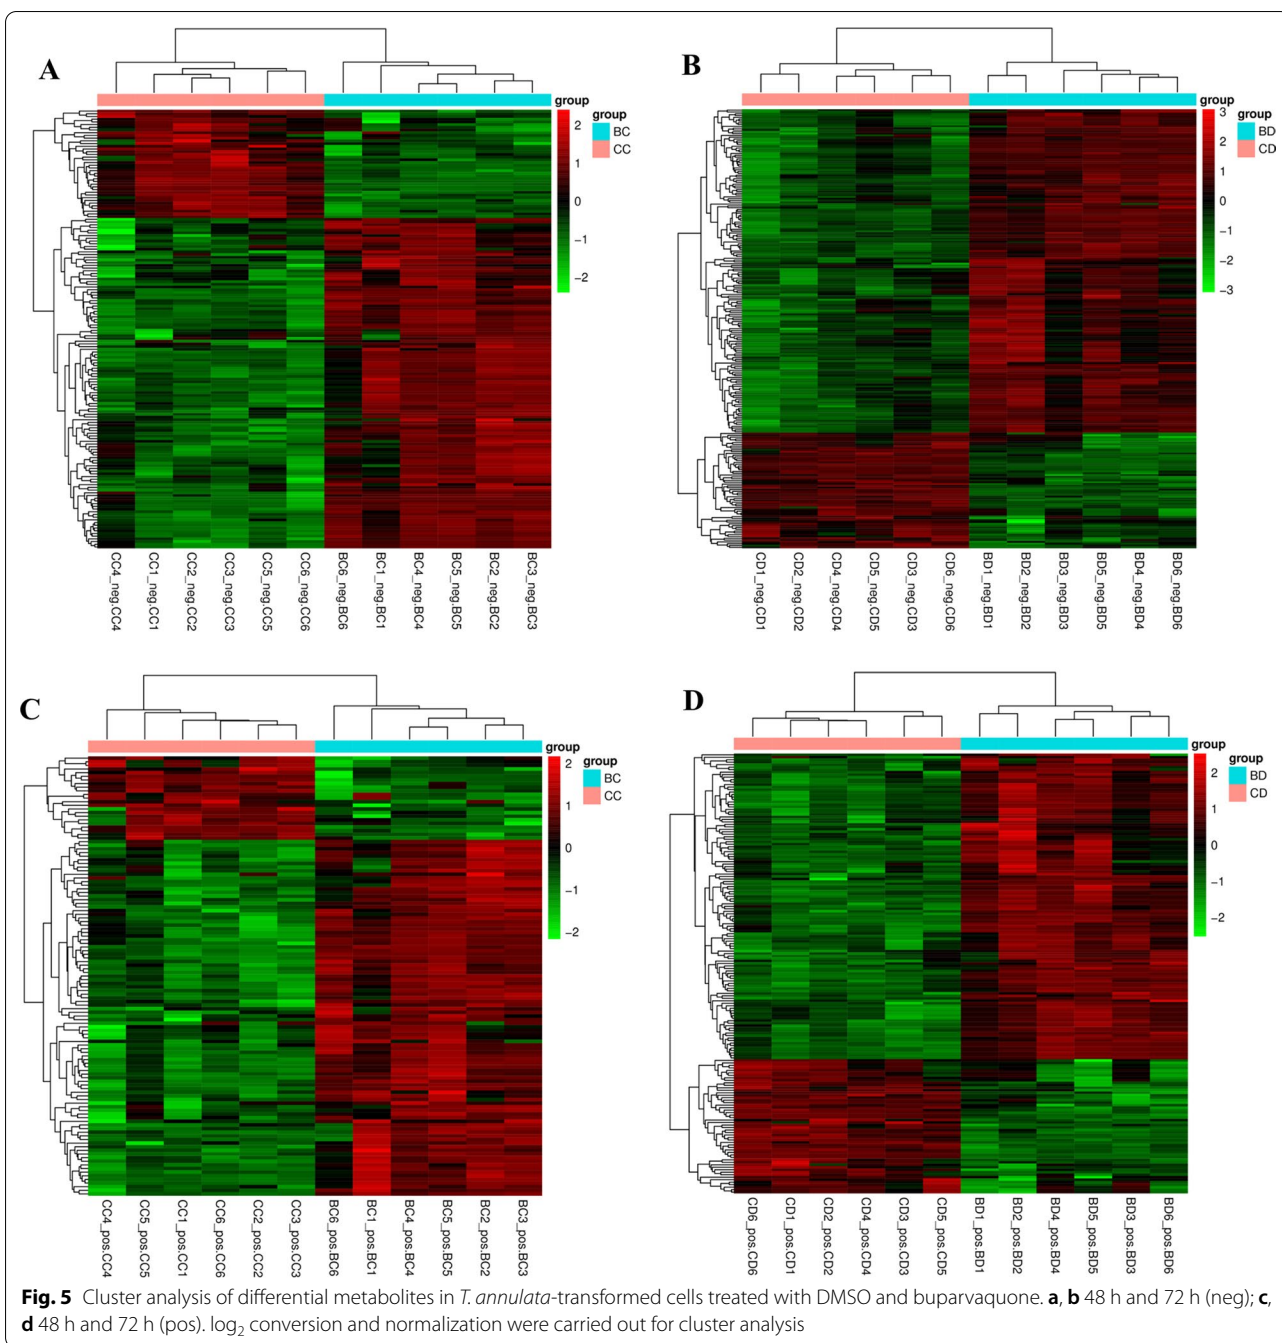 A
group
2
1
0
−1
−2
group
BC
CC
CC4_neg.CC4
CC1_neg.CC1
CC2_neg.CC2
CC3_neg.CC3
CC5_neg.CC5
CC6_neg.CC6
BC6_neg.BC6
BC1_neg.BC1
BC4_neg.BC4
BC5_neg.BC5
BC2_neg.BC2
BC3_neg.BC3
B
group
3
2
1
0
−1
−2
−3
group
BD
CD
CD1_neg.CD1
CD2_neg.CD2
CD4_neg.CD4
CD5_neg.CD5
CD3_neg.CD3
CD6_neg.CD6
BD1_neg.BD1
BD2_neg.BD2
BD3_neg.BD3
BD5_neg.BD5
BD4_neg.BD4
BD6_neg.BD6
C
group
2
1
0
−1
−2
group
BC
CC
CC4_pos.CC4
CC5_pos.CC5
CC1_pos.CC1
CC6_pos.CC6
CC2_pos.CC2
CC3_pos.CC3
BC6_pos.BC6
BC1_pos.BC1
BC4_pos.BC4
BC5_pos.BC5
BC2_pos.BC2
BC3_pos.BC3
D
group
2
1
0
−1
−2
group
BD
CD
CD6_pos.CD6
CD1_pos.CD1
CD2_pos.CD2
CD4_pos.CD4
CD3_pos.CD3
CD5_pos.CD5
BD1_pos.BD1
BD2_pos.BD2
BD4_pos.BD4
BD5_pos.BD5
BD3_pos.BD3
BD6_pos.BD6
Fig. 5 Cluster analysis of differential metabolites in T. annulata-transformed cells treated with DMSO and buparvaquone. a, b 48 h and 72 h (neg); c,
d 48 h and 72 h (pos). log₂ conversion and normalization were carried out for cluster analysis